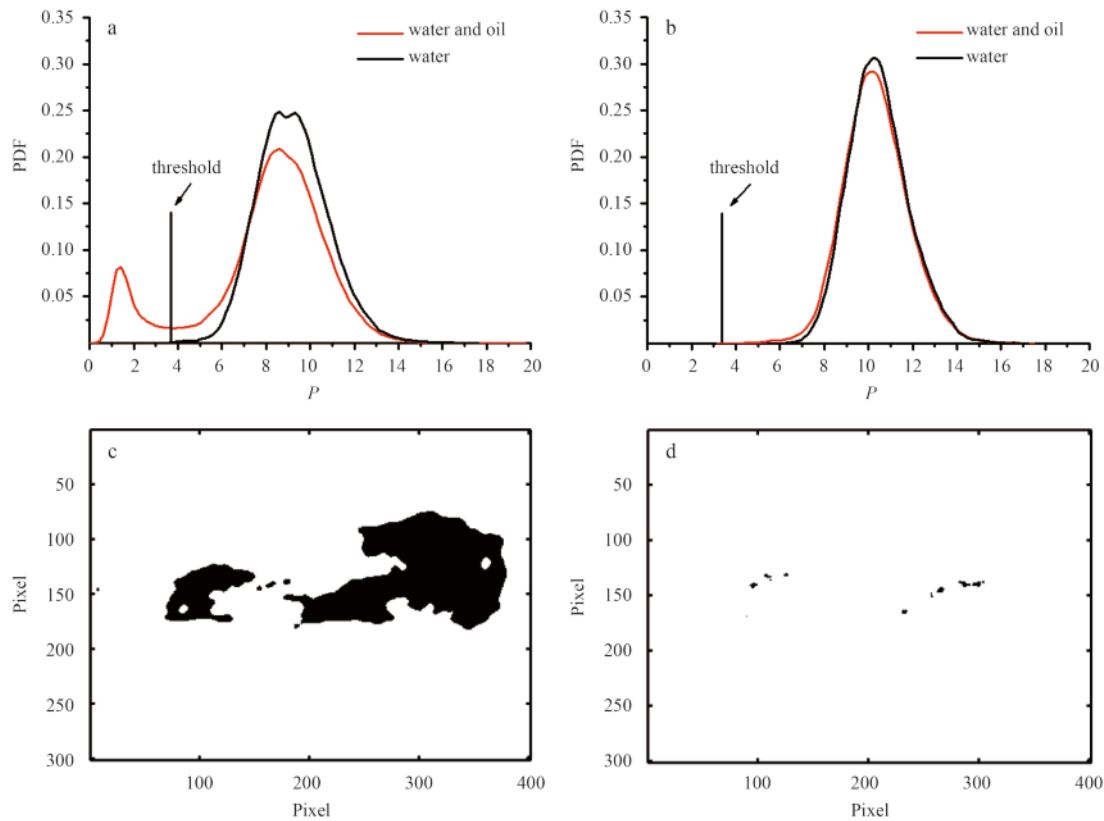 a
water and oil
water
0.35
0.30
0.25
0.20
0.15
0.10
0.05
PDF
threshold
0 2 4 6 8 10 12 14 16 18 20
P
b
water and oil
water
0.35
0.30
0.25
0.20
0.15
0.10
0.05
PDF
threshold
0 2 4 6 8 10 12 14 16 18 20
P
c
50
100
150
200
250
300
Pixel
100 200 300 400
Pixel
d
50
100
150
200
250
300
Pixel
100 200 300 400
Pixel